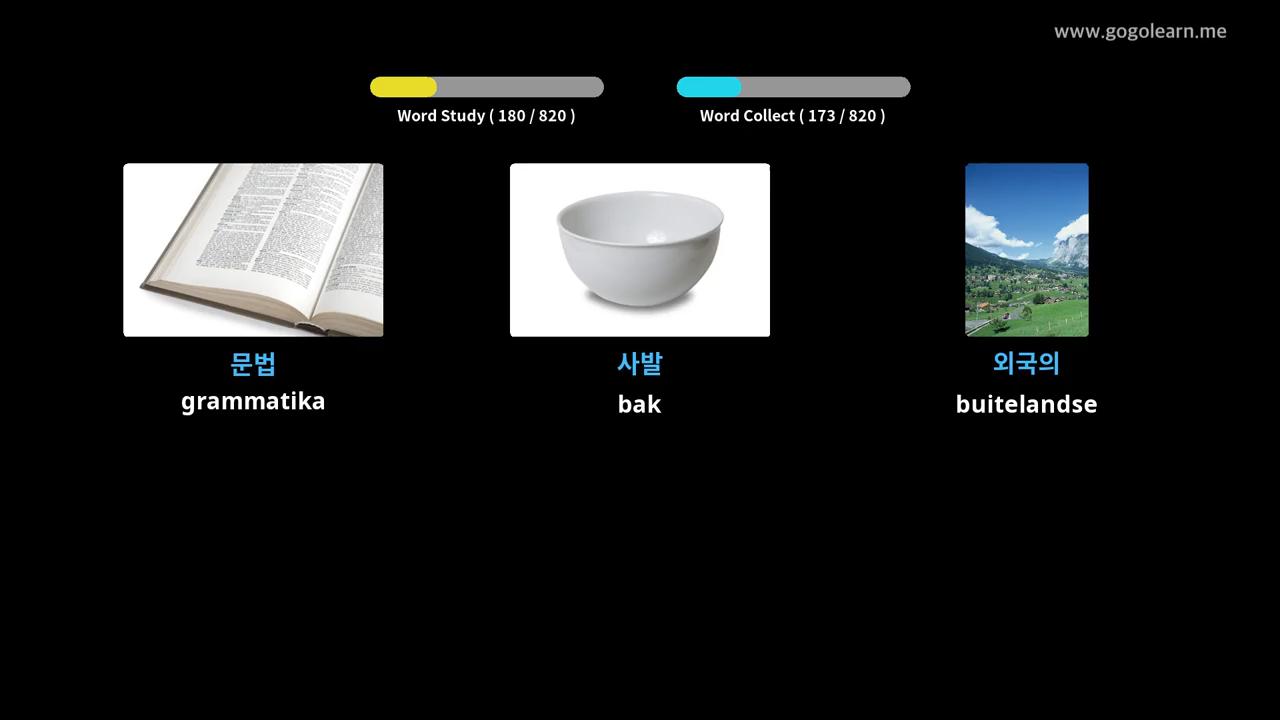 www.gogolearn.me
Word Study ( 180 / 820 )
Word Collect ( 173 / 820 )
문법
grammatika
사발
bak
외국의
buitelandse